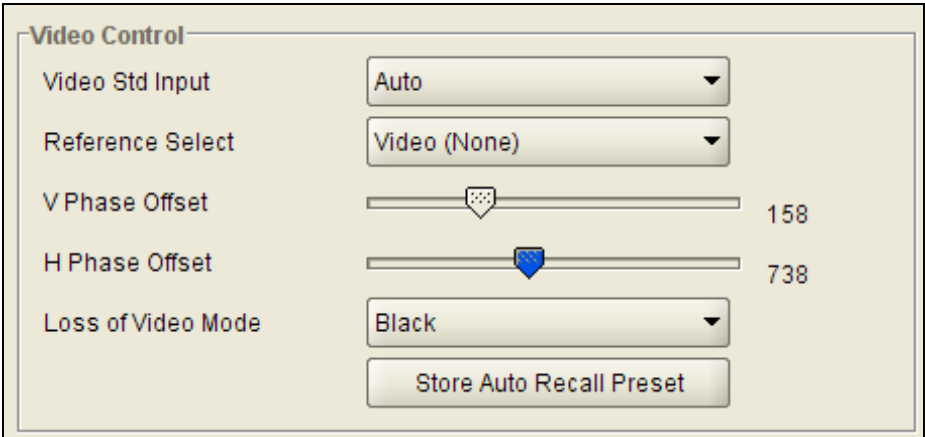 Video Control
Video Std Input Auto
Reference Select Video (None)
V Phase Offset 158
H Phase Offset 738
Loss of Video Mode Black
Store Auto Recall Preset